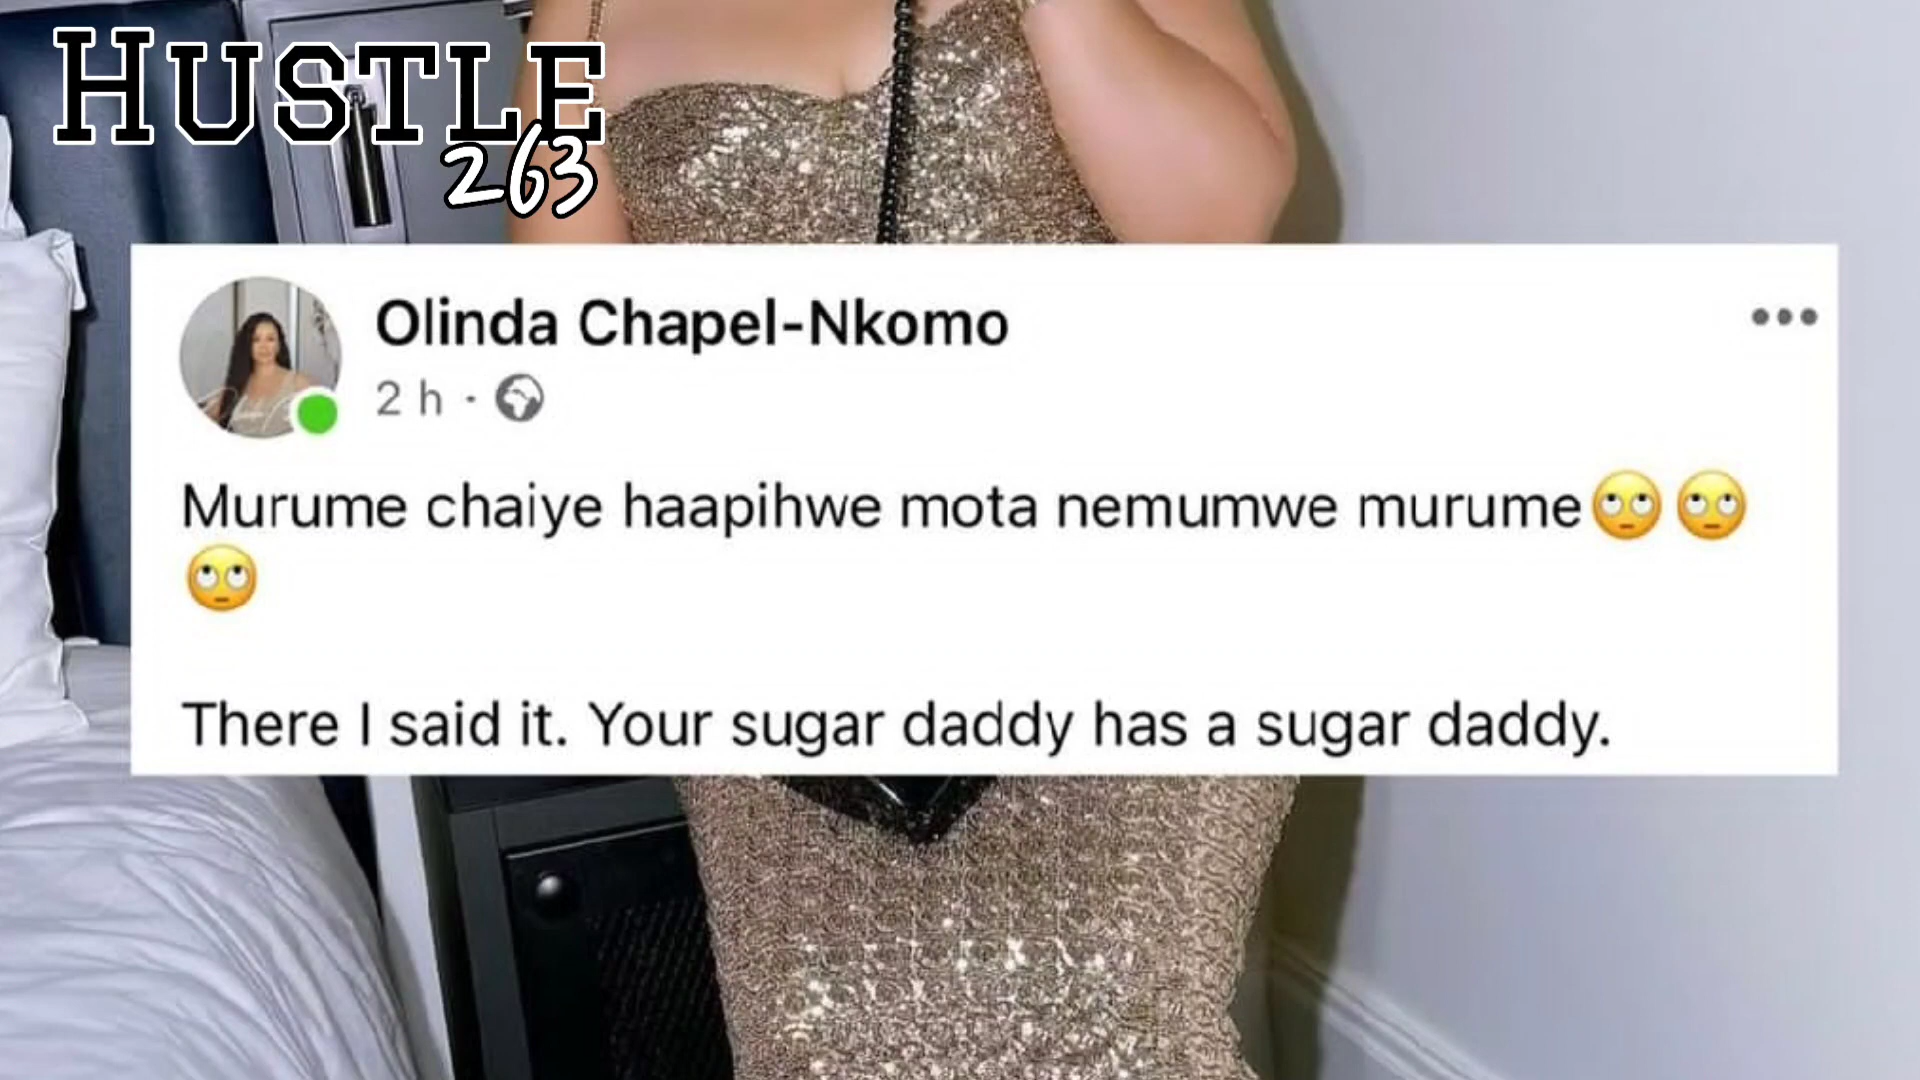 HUSTLE
263
Olinda Chapel-Nkomo
2 h ·
Murume chaiye haapihwe mota nemumwe murume🙄🙄
🙄
There I said it. Your sugar daddy has a sugar daddy.